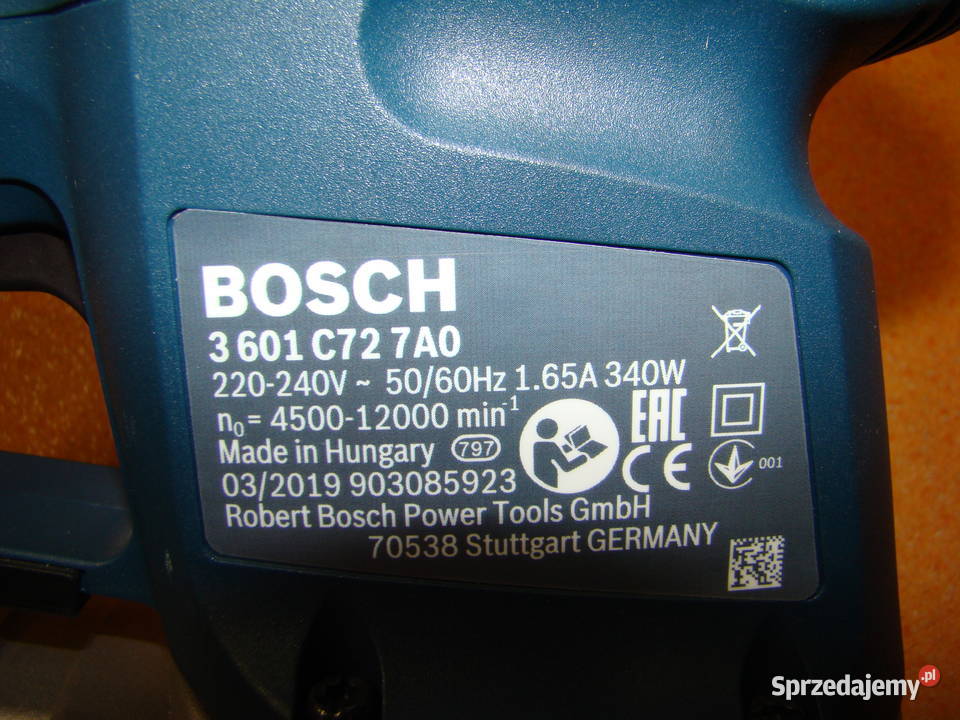 BOSCH
3 601 C72 7A0
220-240V ~ 50/60Hz 1.65A 340W
n₀= 4500-12000 min⁻¹
Made in Hungary 797
03/2019 903085923
EAC
CE 001
Robert Bosch Power Tools GmbH
70538 Stuttgart GERMANY
Sprzedajemy.pl